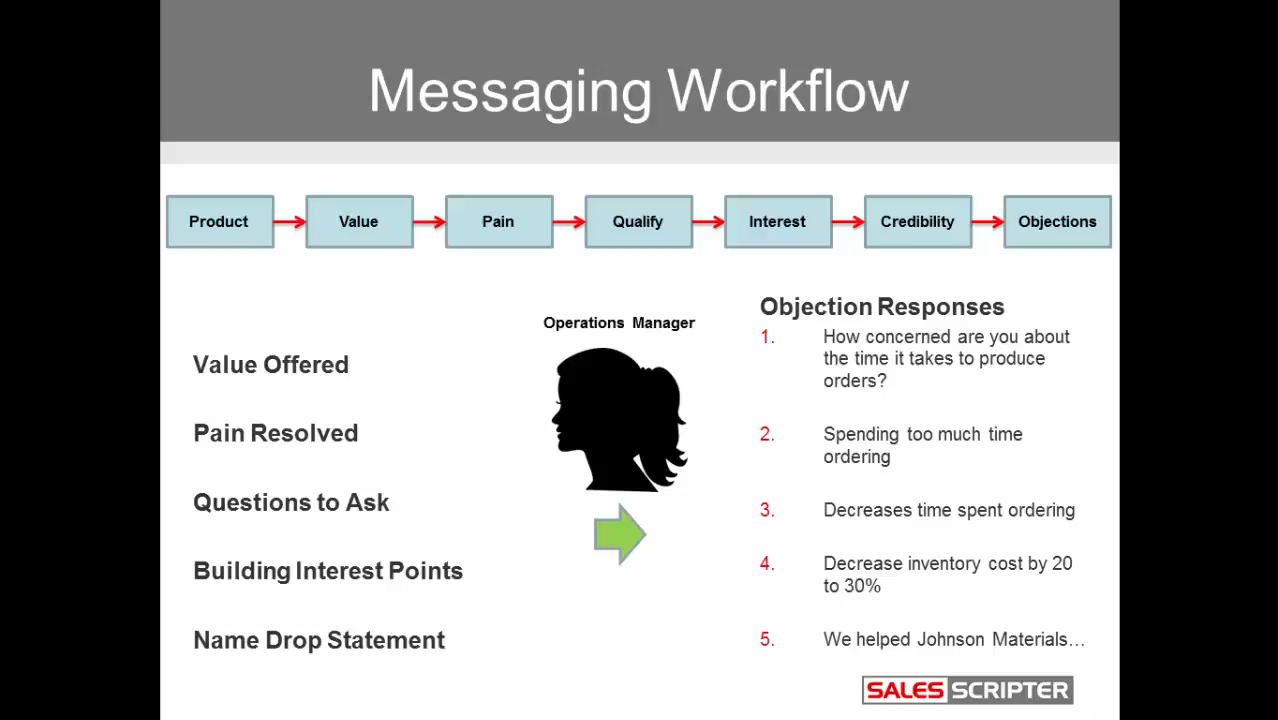 Messaging Workflow
Product
Value
Pain
Qualify
Interest
Credibility
Objections
Operations Manager
Value Offered
Pain Resolved
Questions to Ask
Building Interest Points
Name Drop Statement
Objection Responses
1. How concerned are you about
the time it takes to produce
orders?
2. Spending too much time
ordering
3. Decreases time spent ordering
4. Decrease inventory cost by 20
to 30%
5. We helped Johnson Materials…
SALES SCRIPTER